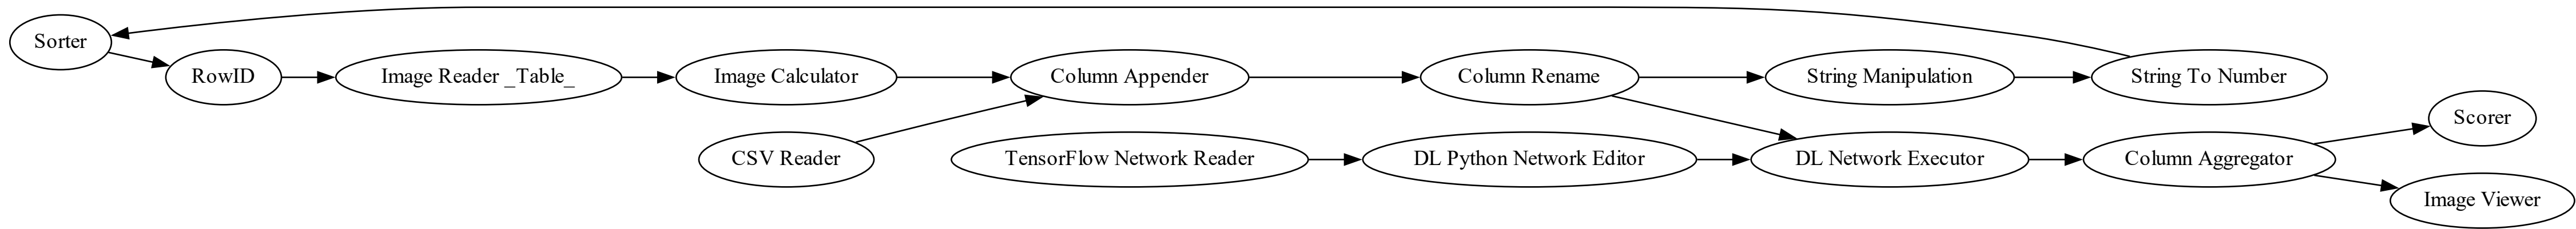 Sorter
RowID
Image Reader _Table_
Image Calculator
Column Appender
Column Rename
String Manipulation
String To Number
CSV Reader
TensorFlow Network Reader
DL Python Network Editor
DL Network Executor
Column Aggregator
Scorer
Image Viewer